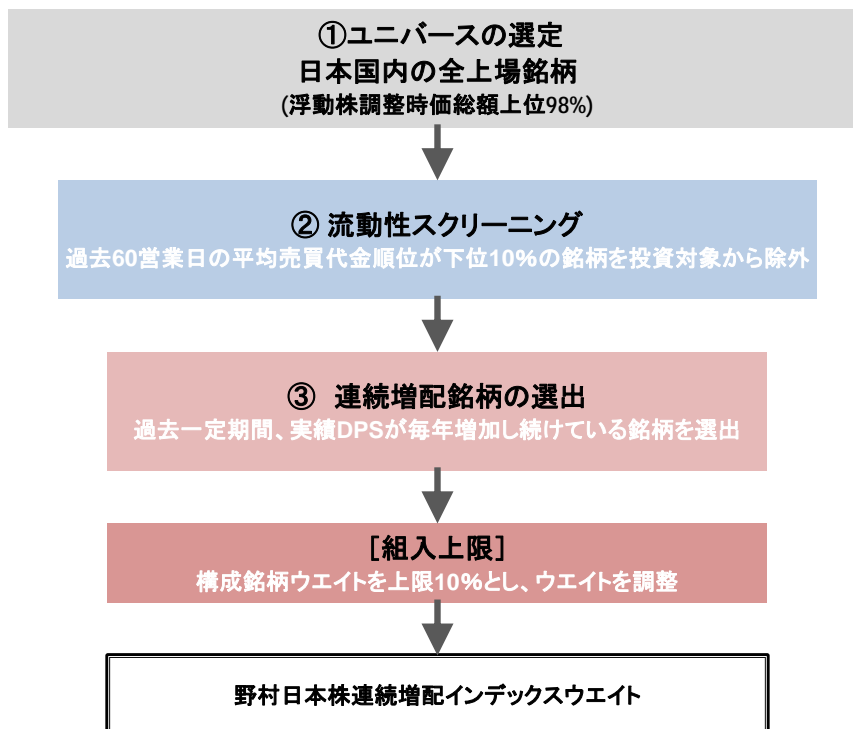 ①ユニバースの選定
日本国内の全上場銘柄
(浮動株調整時価総額上位98%)
② 流動性スクリーニング
過去60営業日の平均売買代金順位が下位10%の銘柄を投資対象から除外
③　連続増配銘柄の選出
過去一定期間、実績DPSが毎年増加し続けている銘柄を選出
［組入上限］
構成銘柄ウエイトを上限10%とし、ウエイトを調整
野村日本株連続増配インデックスウエイト